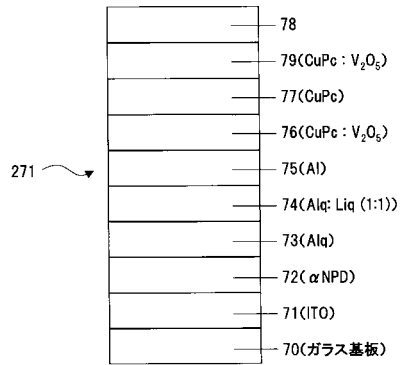 78
79(CuPc : V₂O₅)
77(CuPc)
76(CuPc : V₂O₅)
271
75(Al)
74(Alq: Liq (1:1))
73(Alq)
72(αNPD)
71(ITO)
70(ガラス基板)